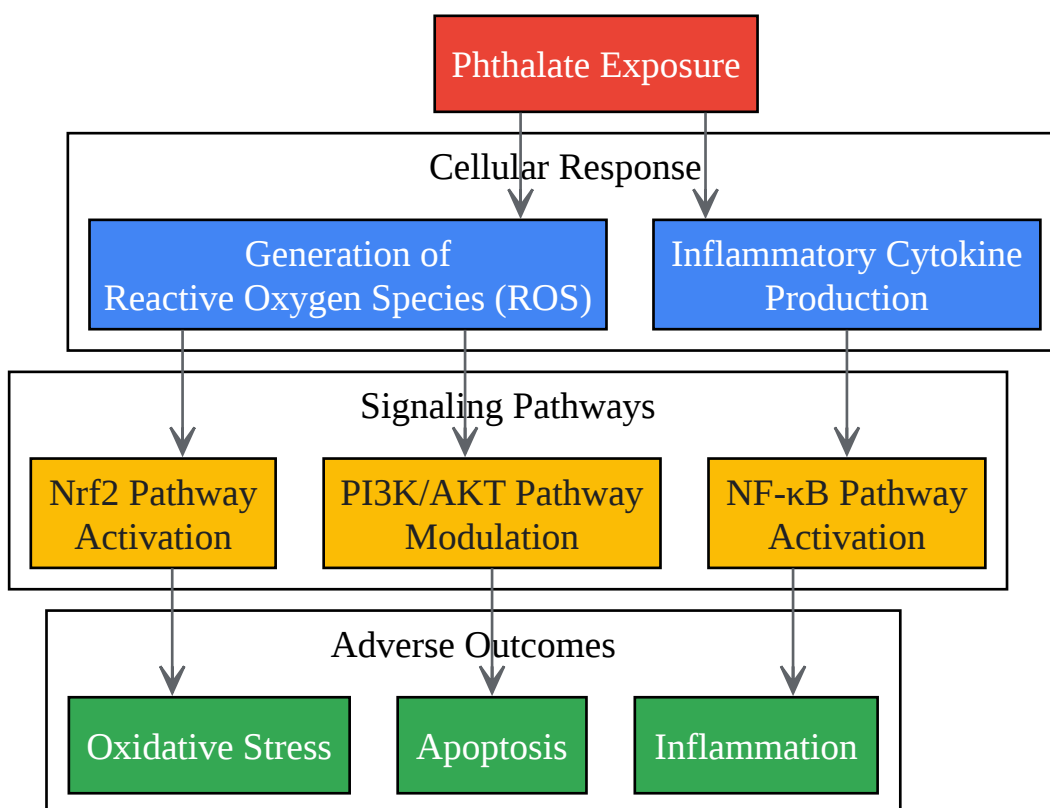 Phthalate Exposure
Cellular Response
Generation of
Reactive Oxygen Species (ROS)
Inflammatory Cytokine
Production
Signaling Pathways
Nrf2 Pathway
Activation
PI3K/AKT Pathway
Modulation
NF-κB Pathway
Activation
Adverse Outcomes
Oxidative Stress
Apoptosis
Inflammation